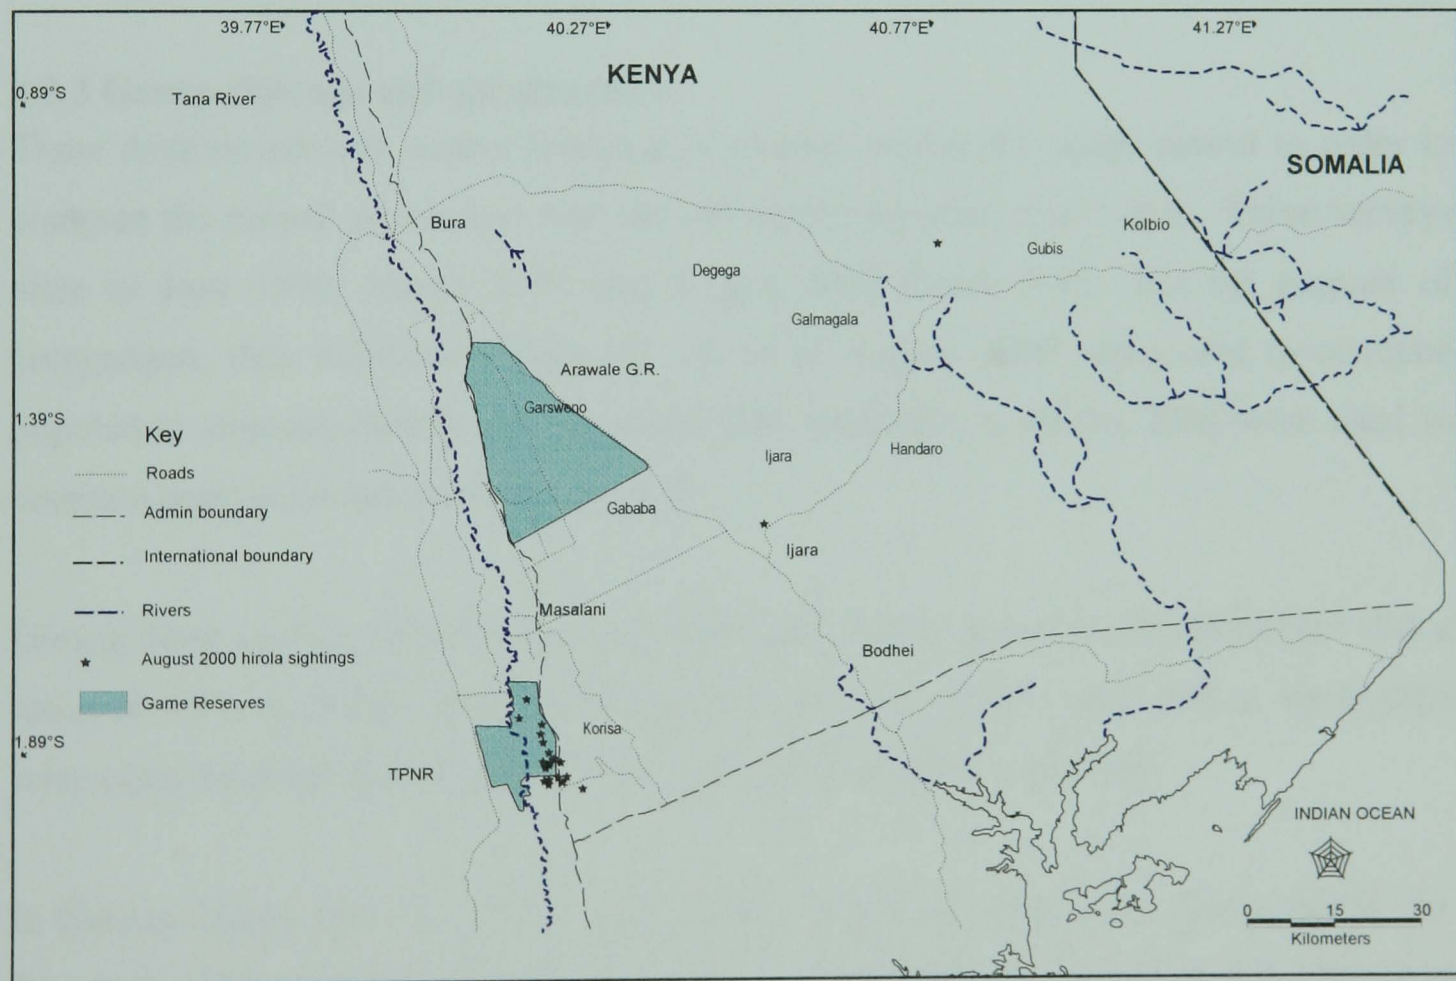 39.77°E
40.27°E
40.77°E
41.27°E
KENYA
0.89°S
Tana River
SOMALIA
Bura
Kolbio
Gubis
Degega
Galmagala
Arawale G.R.
Garsweno
1.39°S
Key
Ijara
Handaro
Roads
Gababa
Admin boundary
Ijara
International boundary
Rivers
Masalani
Bodhei
August 2000 hirola sightings
Game Reserves
Korisa
1.89°S
TPNR
INDIAN OCEAN
0 15 30
Kilometers